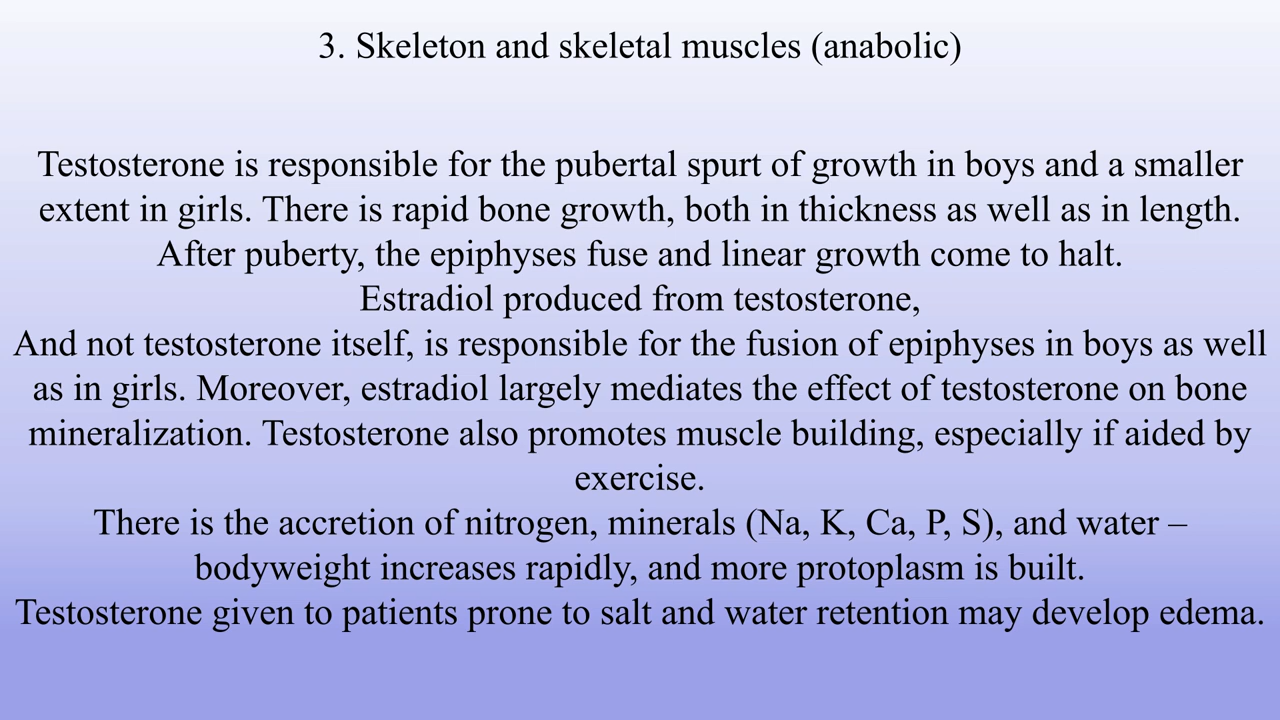 3. Skeleton and skeletal muscles (anabolic)
Testosterone is responsible for the pubertal spurt of growth in boys and a smaller
extent in girls. There is rapid bone growth, both in thickness as well as in length.
After puberty, the epiphyses fuse and linear growth come to halt.
Estradiol produced from testosterone,
And not testosterone itself, is responsible for the fusion of epiphyses in boys as well
as in girls. Moreover, estradiol largely mediates the effect of testosterone on bone
mineralization. Testosterone also promotes muscle building, especially if aided by
exercise.
There is the accretion of nitrogen, minerals (Na, K, Ca, P, S), and water –
bodyweight increases rapidly, and more protoplasm is built.
Testosterone given to patients prone to salt and water retention may develop edema.